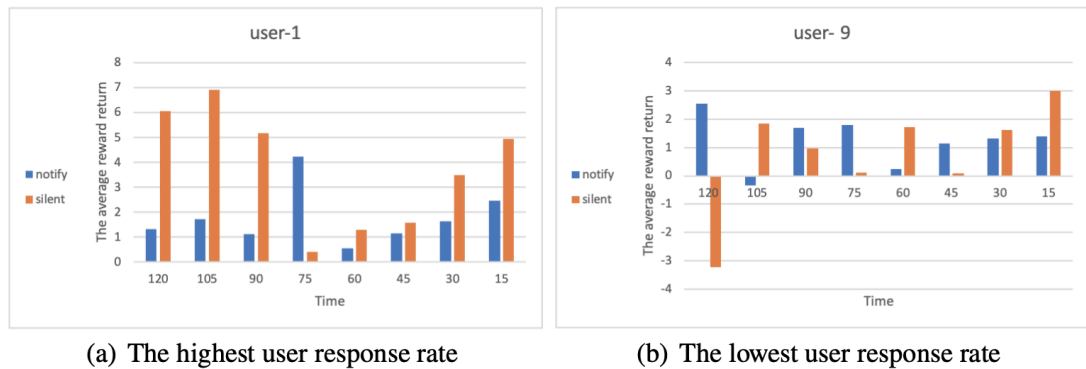 user-1
8
7
6
5
4
3
2
1
0
The average reward return
notify
silent
120 105 90 75 60 45 30 15
Time
(a) The highest user response rate
user- 9
4
3
2
1
0
-1
-2
-3
-4
The average reward return
notify
silent
120 105 90 75 60 45 30 15
Time
(b) The lowest user response rate